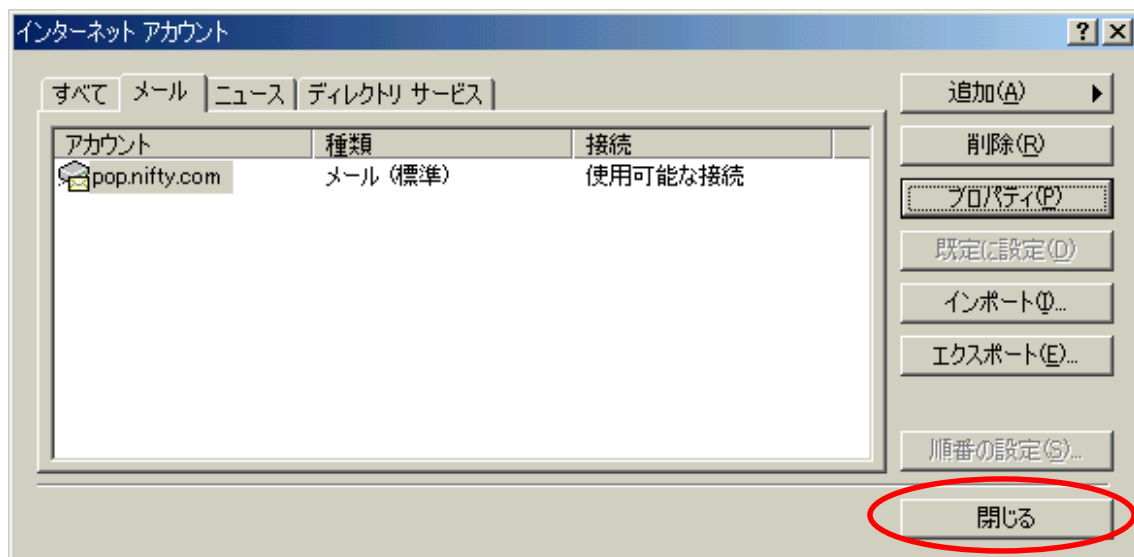 インターネット アカウント
すべて メール ニュース ディレクトリ サービス
アカウント 種類 接続
pop.nifty.com メール（標準） 使用可能な接続
追加(A)
削除(R)
プロパティ(P)
既定に設定(D)
インポート(I)...
エクスポート(E)...
順番の設定(S)...
閉じる